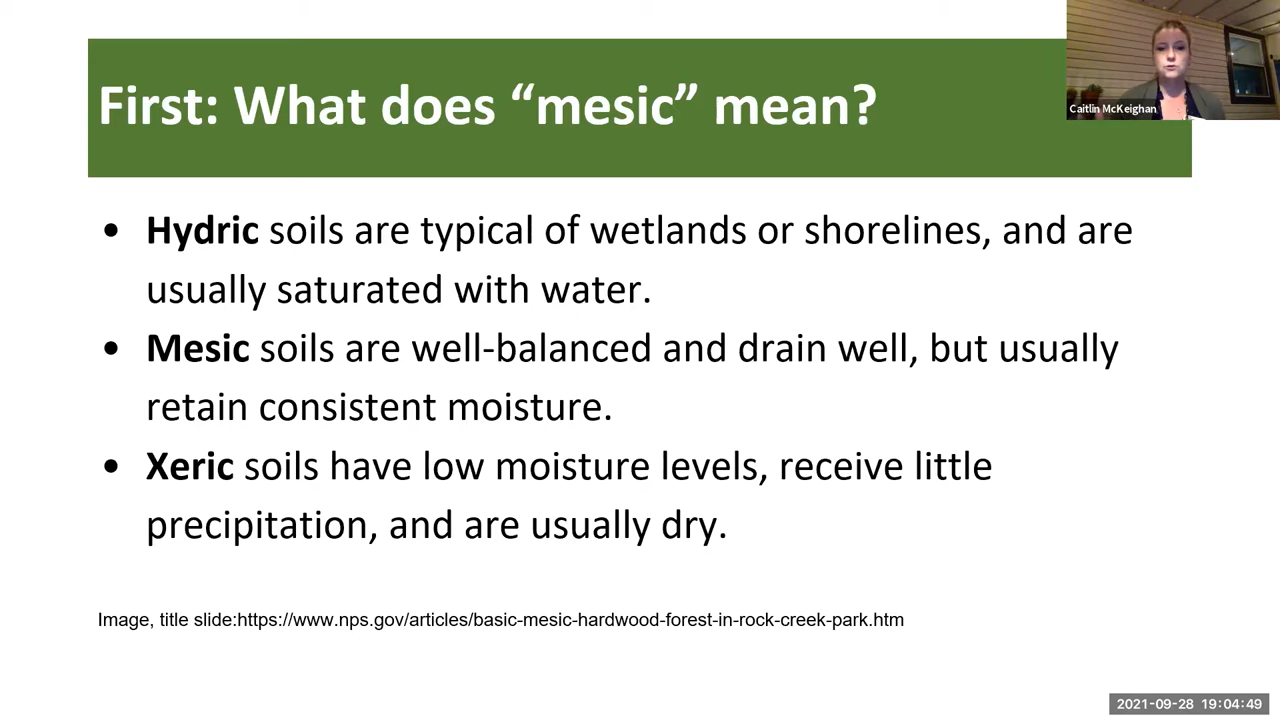 First: What does “mesic” mean?
Caitlin McKeighan
• Hydric soils are typical of wetlands or shorelines, and are
usually saturated with water.
• Mesic soils are well-balanced and drain well, but usually
retain consistent moisture.
• Xeric soils have low moisture levels, receive little
precipitation, and are usually dry.
Image, title slide:https://www.nps.gov/articles/basic-mesic-hardwood-forest-in-rock-creek-park.htm
2021-09-28 19:04:49